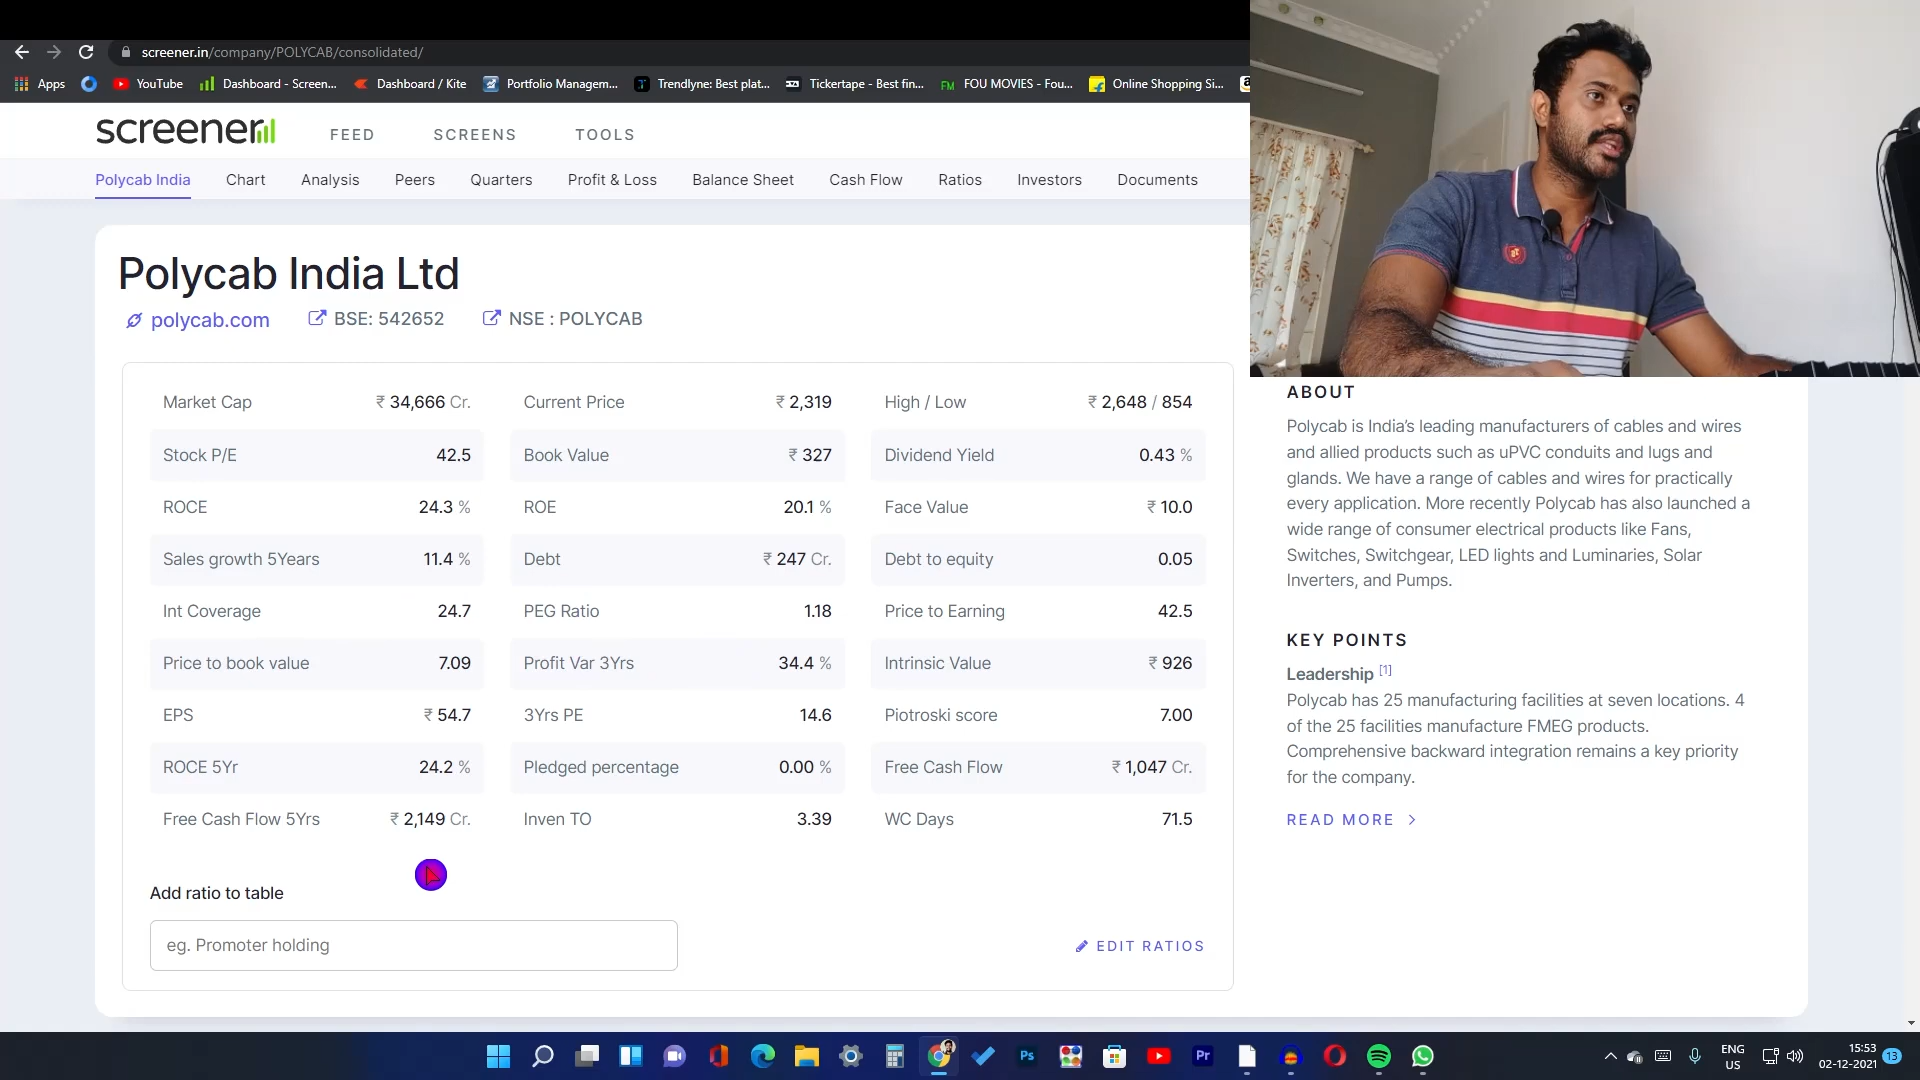 screener.in/company/POLYCAB/consolidated/
Apps YouTube Dashboard - Screen... Dashboard / Kite Portfolio Managem... Trendlyne: Best plat... Tickertape - Best fin... FM FOU MOVIES - Fou... Online Shopping Si...
screener FEED SCREENS TOOLS
Polycab India Chart Analysis Peers Quarters Profit & Loss Balance Sheet Cash Flow Ratios Investors Documents
Polycab India Ltd
polycab.com BSE: 542652 NSE : POLYCAB
Market Cap ₹ 34,666 Cr. Current Price ₹ 2,319 High / Low ₹ 2,648 / 854
Stock P/E 42.5 Book Value ₹ 327 Dividend Yield 0.43 %
ROCE 24.3 % ROE 20.1 % Face Value ₹ 10.0
Sales growth 5Years 11.4 % Debt ₹ 247 Cr. Debt to equity 0.05
Int Coverage 24.7 PEG Ratio 1.18 Price to Earning 42.5
Price to book value 7.09 Profit Var 3Yrs 34.4 % Intrinsic Value ₹ 926
EPS ₹ 54.7 3Yrs PE 14.6 Piotroski score 7.00
ROCE 5Yr 24.2 % Pledged percentage 0.00 % Free Cash Flow ₹ 1,047 Cr.
Free Cash Flow 5Yrs ₹ 2,149 Cr. Inven TO 3.39 WC Days 71.5
Add ratio to table
eg. Promoter holding
EDIT RATIOS
ABOUT
Polycab is India's leading manufacturers of cables and wires
and allied products such as uPVC conduits and lugs and
glands. We have a range of cables and wires for practically
every application. More recently Polycab has also launched a
wide range of consumer electrical products like Fans,
Switches, Switchgear, LED lights and Luminaries, Solar
Inverters, and Pumps.
KEY POINTS
Leadership [1]
Polycab has 25 manufacturing facilities at seven locations. 4
of the 25 facilities manufacture FMEG products.
Comprehensive backward integration remains a key priority
for the company.
READ MORE
Ps Pr
ENG
US
15:53
02-12-2021
13